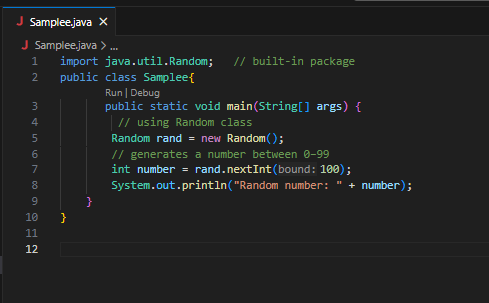 J Samplee.java ×
J Samplee.java > ...
1 import java.util.Random; // built-in package
2 public class Samplee{
Run | Debug
3 public static void main(String[] args) {
4 // using Random class
5 Random rand = new Random();
6 // generates a number between 0-99
7 int number = rand.nextInt(bound:100);
8 System.out.println("Random number: " + number);
9 }
10 }
11
12